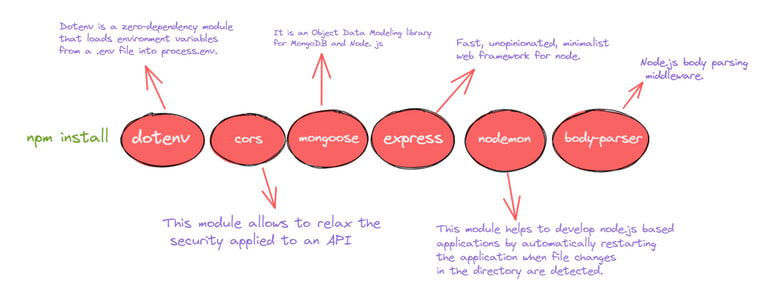 Dotenv is a zero-dependency module
that loads environment variables
from a .env file into process.env.
It is an Object Data Modeling library
for MongoDB and Node. js
Fast, unopinionated, minimalist
web framework for node.
Node.js body parsing
middleware.
npm install
dotenv
cors
mongoose
express
nodemon
body-parser
This module allows to relax the
security applied to an API
This module helps to develop node.js based
applications by automatically restarting
the application when file changes
in the directory are detected.